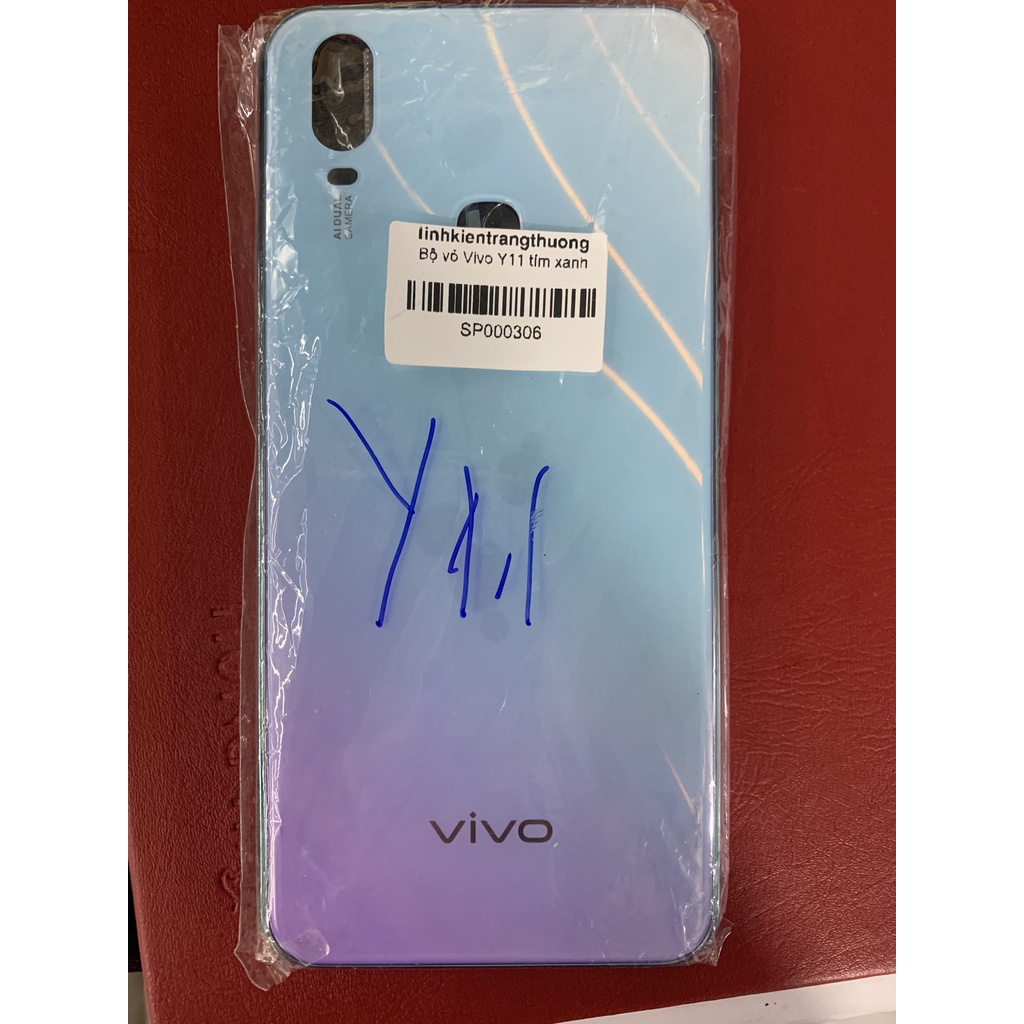 AI DUAL
CAMERA
linhkientrangthuong
Bộ vỏ Vivo Y11 tím xanh
SP000306
Y11
vivo